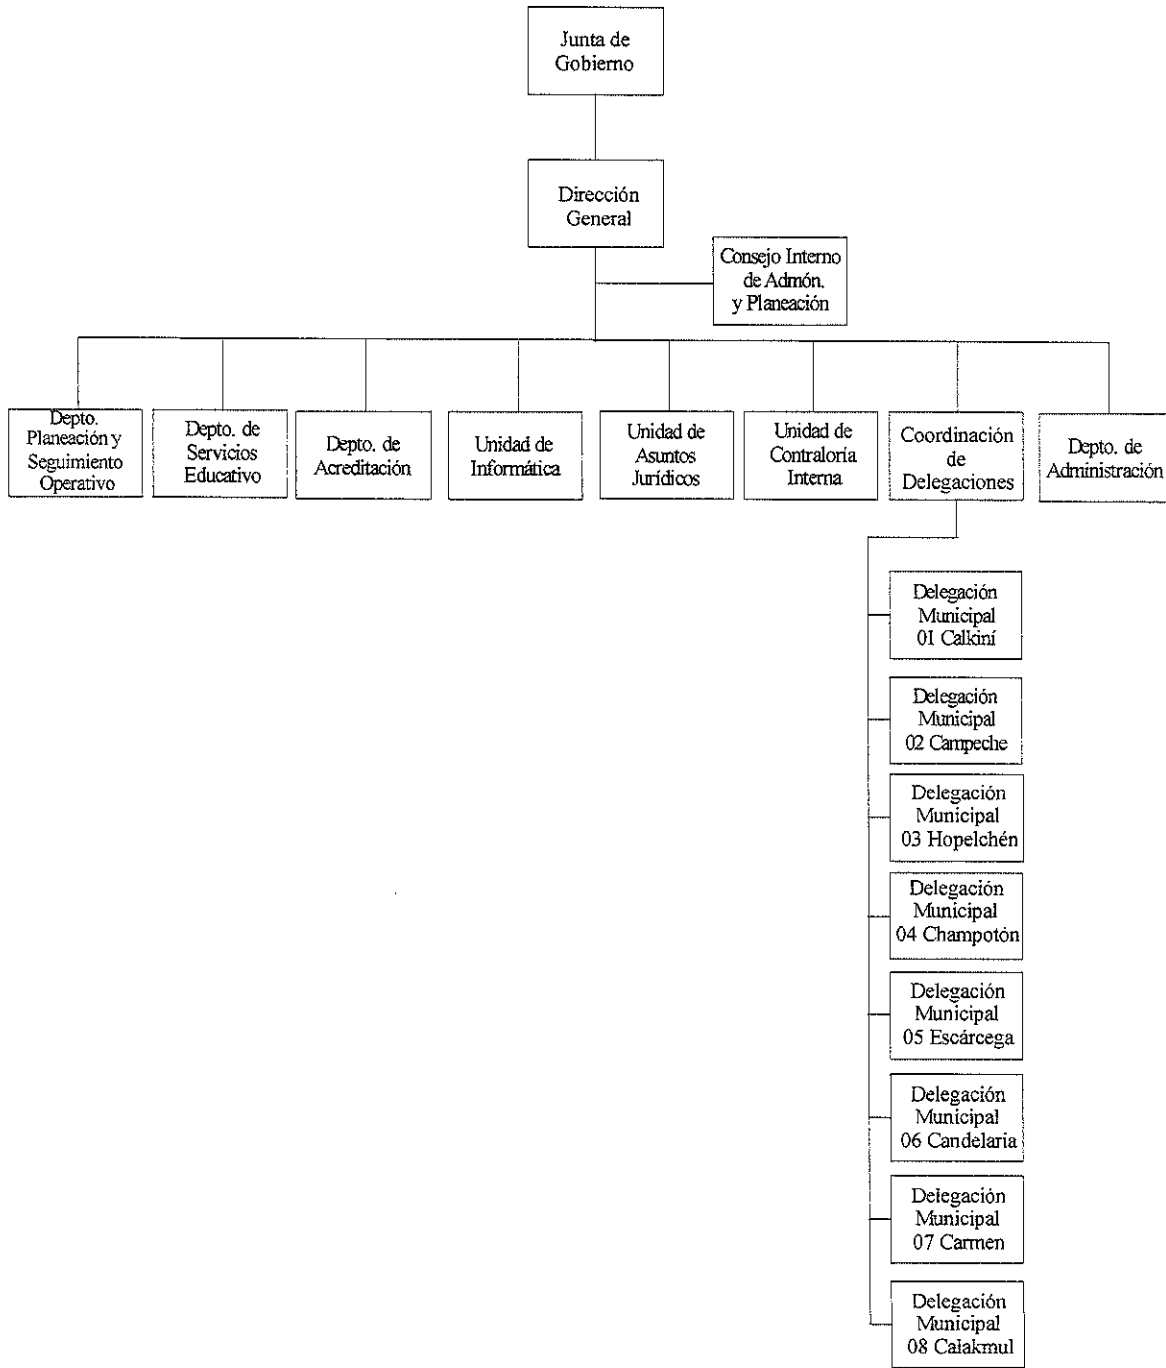 Junta de
Gobierno
Dirección
General
Consejo Interno
de Admón.
y Planeación
Depto.
Planeación y
Seguimiento
Operativo
Depto. de
Servicios
Educativo
Depto. de
Acreditación
Unidad de
Informática
Unidad de
Asuntos
Jurídicos
Unidad de
Contraloría
Interna
Coordinación
de
Delegaciones
Depto. de
Administración
Delegación
Municipal
01 Calkiní
Delegación
Municipal
02 Campeche
Delegación
Municipal
03 Hopelchén
Delegación
Municipal
04 Champotón
Delegación
Municipal
05 Escárcega
Delegación
Municipal
06 Candelaria
Delegación
Municipal
07 Carmen
Delegación
Municipal
08 Calakmul